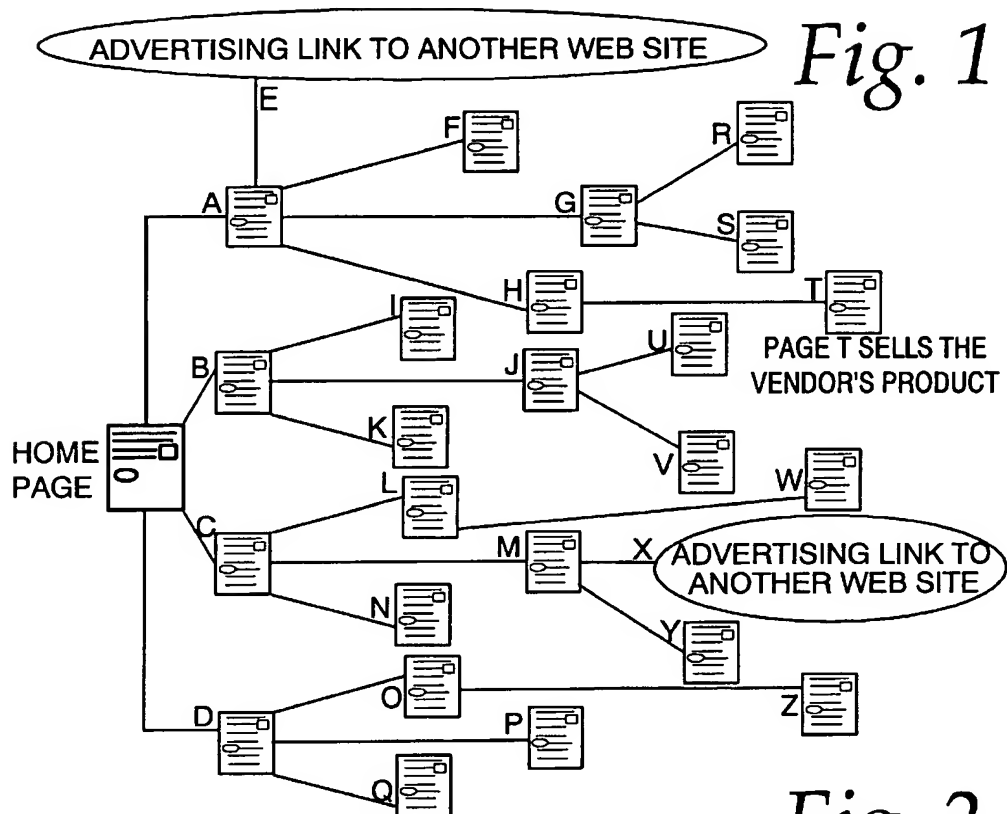 Fig. 1
ADVERTISING LINK TO ANOTHER WEB SITE
E
F
R
A
G
S
H
T
I
U
PAGE T SELLS THE
VENDOR'S PRODUCT
B
J
K
V
HOME
PAGE
L
W
C
M
X
ADVERTISING LINK TO
ANOTHER WEB SITE
N
Y
O
Z
D
P
Q